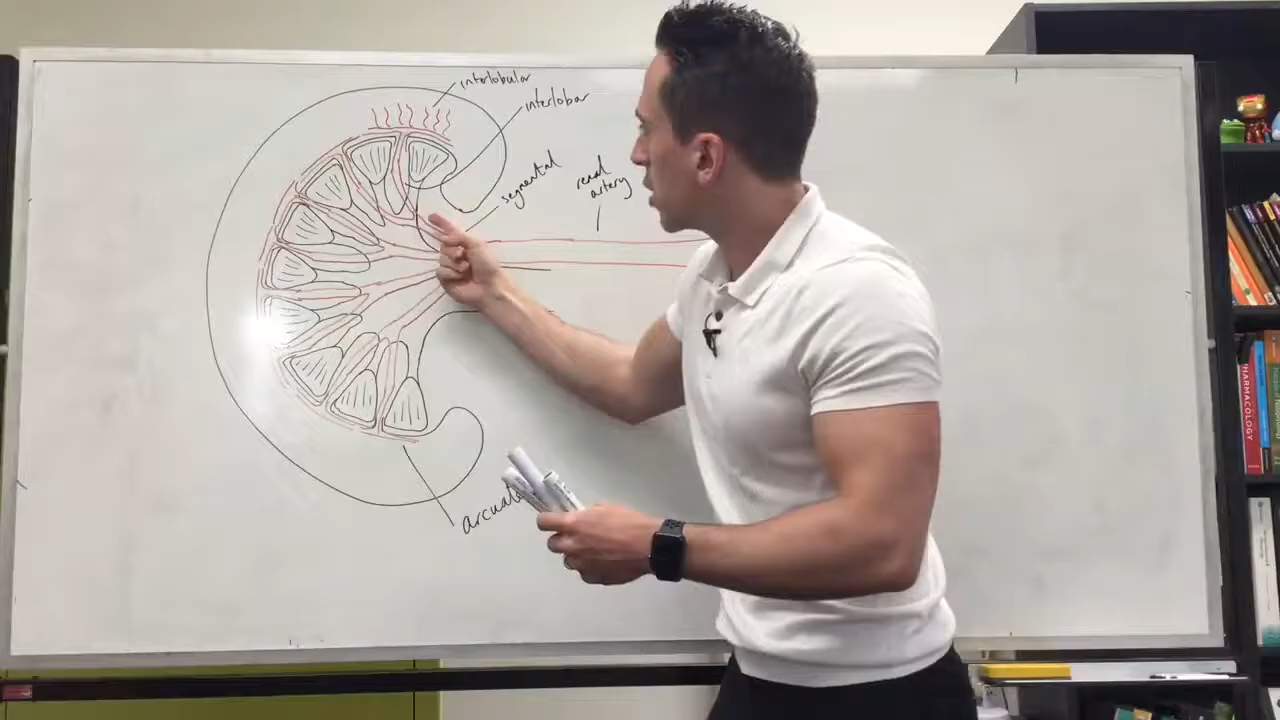 interlobular
interlobar
segmental
renal
artery
arcuate
PHARMACOLOGY